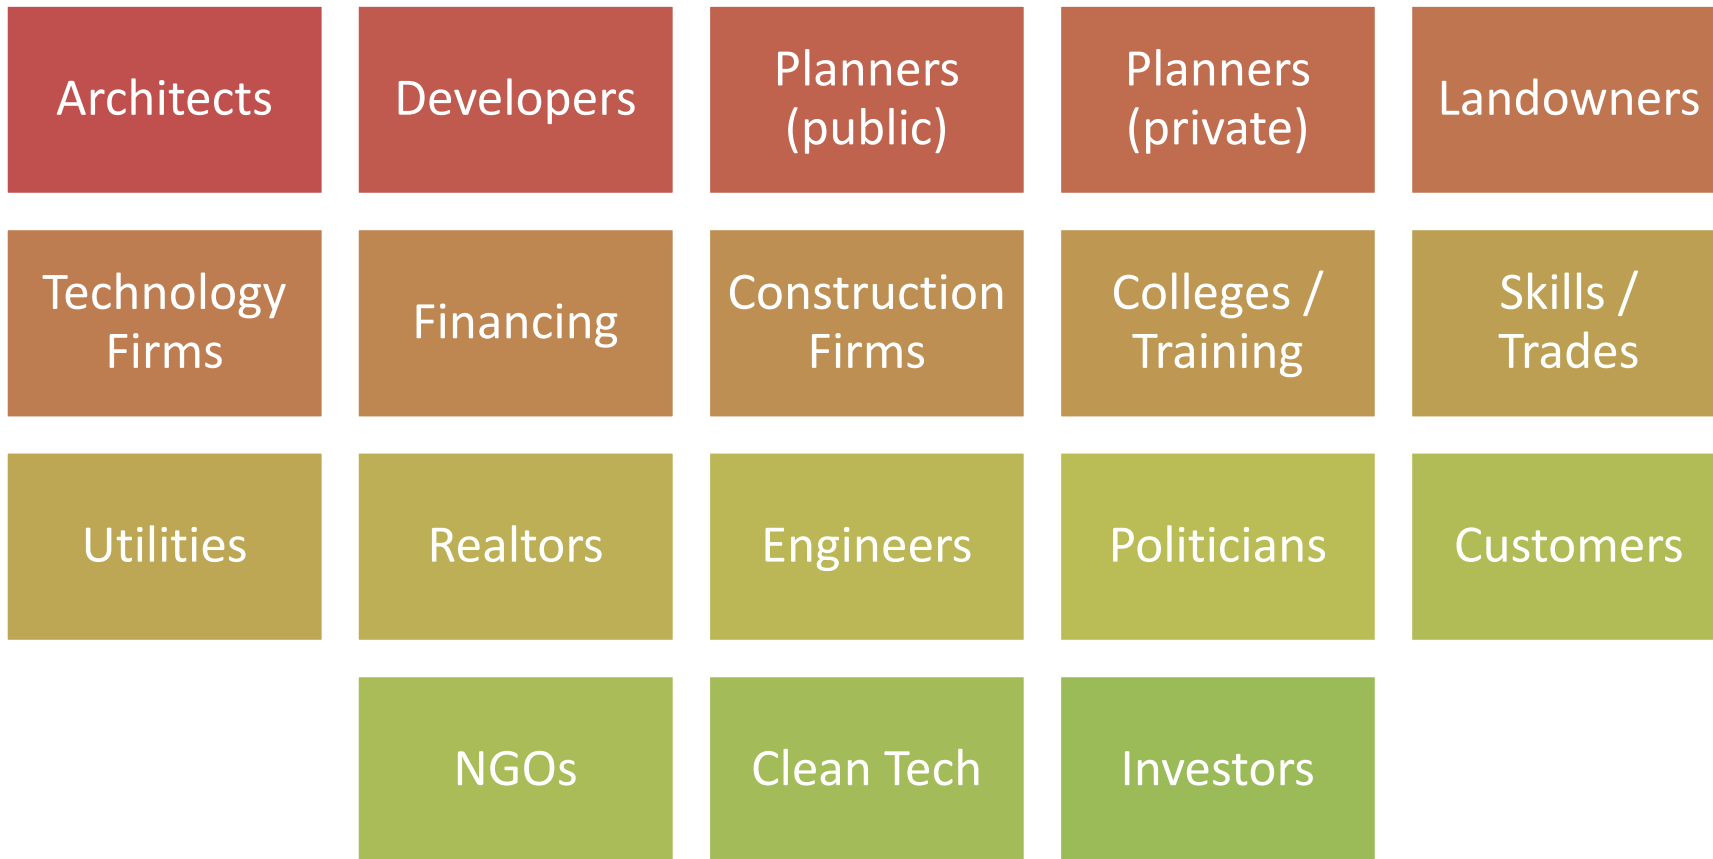 Architects
Developers
Planners
(public)
Planners
(private)
Landowners
Technology
Firms
Financing
Construction
Firms
Colleges /
Training
Skills /
Trades
Utilities
Realtors
Engineers
Politicians
Customers
NGOs
Clean Tech
Investors